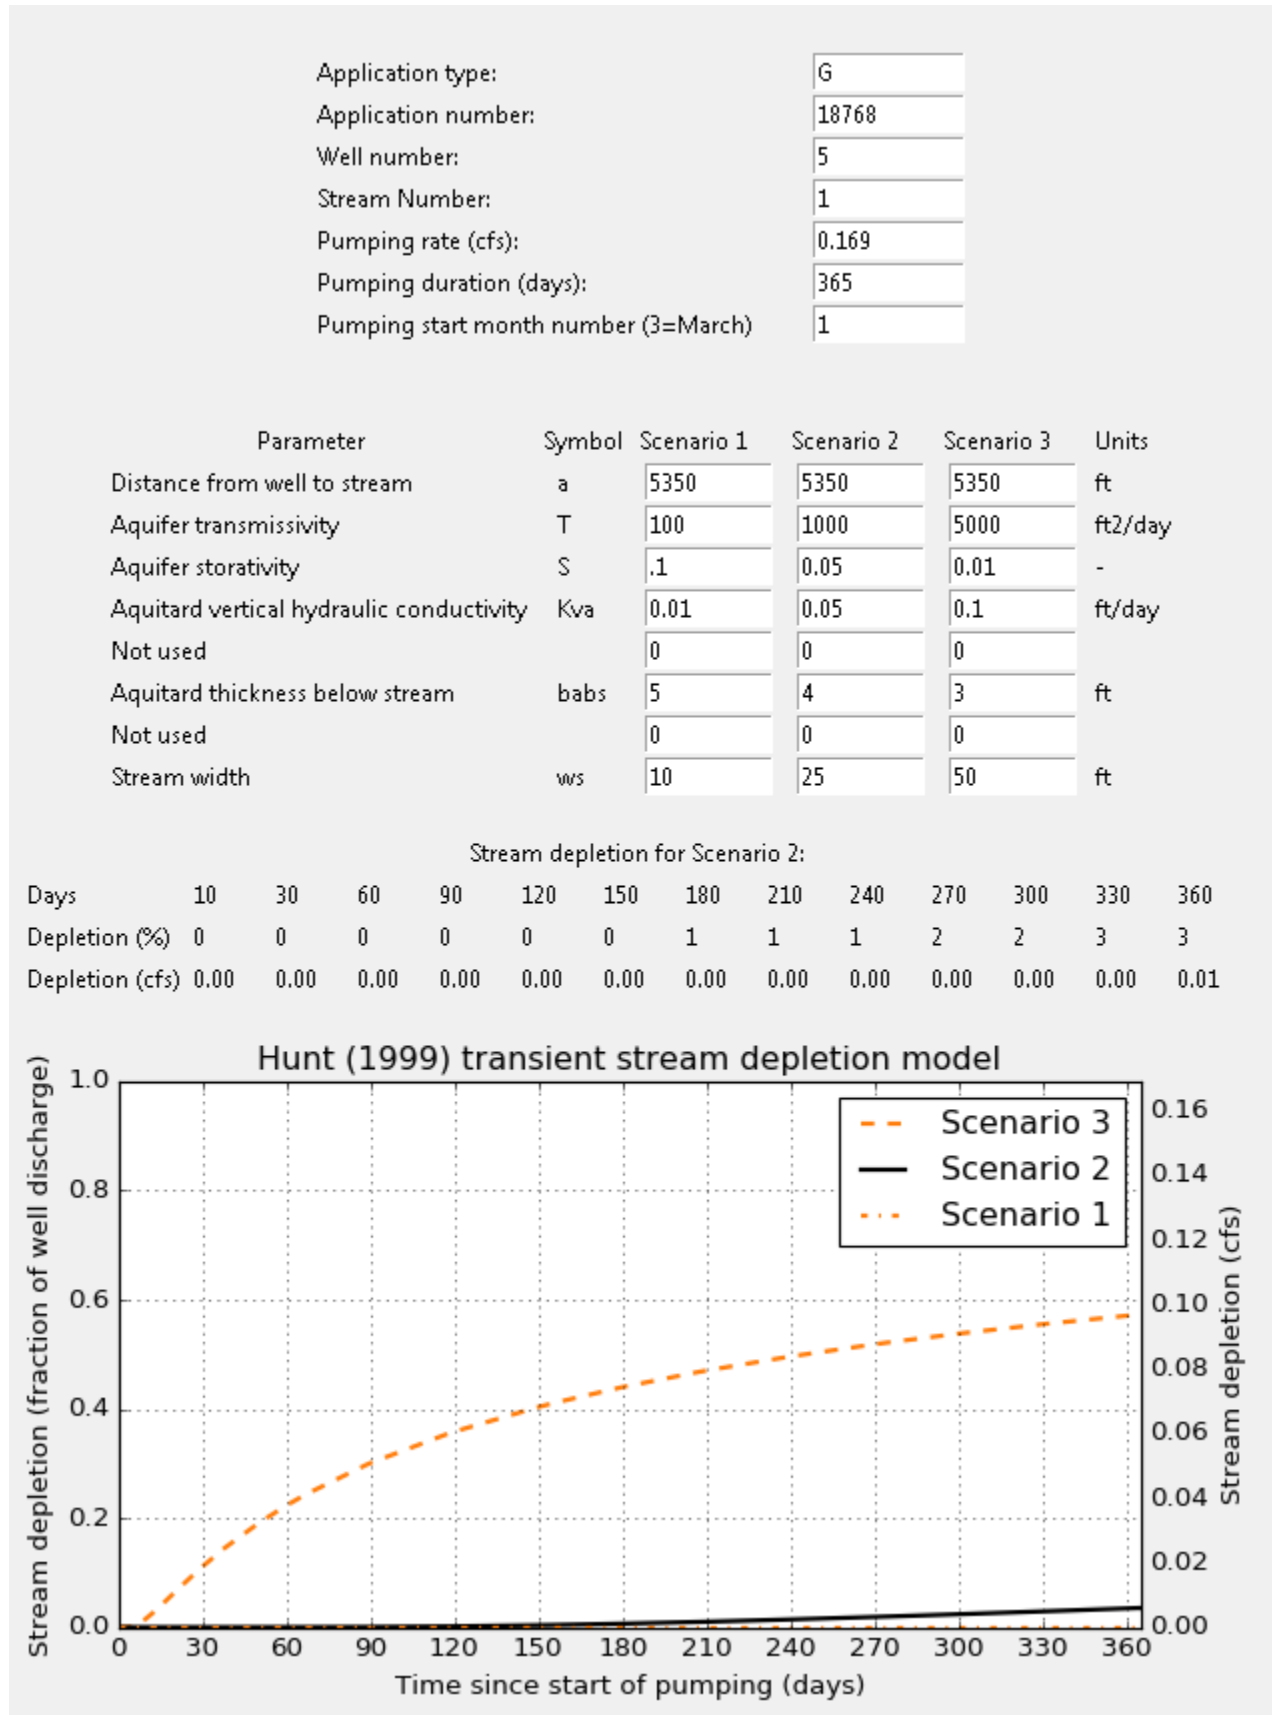 Application type: G
Application number: 18768
Well number: 5
Stream Number: 1
Pumping rate (cfs): 0.169
Pumping duration (days): 365
Pumping start month number (3=March) 1
Parameter Symbol Scenario 1 Scenario 2 Scenario 3 Units
Distance from well to stream a 5350 5350 5350 ft
Aquifer transmissivity T 100 1000 5000 ft2/day
Aquifer storativity S .1 0.05 0.01 -
Aquitard vertical hydraulic conductivity Kva 0.01 0.05 0.1 ft/day
Not used 0 0 0
Aquitard thickness below stream babs 5 4 3 ft
Not used 0 0 0
Stream width ws 10 25 50 ft
Stream depletion for Scenario 2:
Days 10 30 60 90 120 150 180 210 240 270 300 330 360
Depletion (%) 0 0 0 0 0 0 1 1 1 2 2 3 3
Depletion (cfs) 0.00 0.00 0.00 0.00 0.00 0.00 0.00 0.00 0.00 0.00 0.00 0.00 0.01
Hunt (1999) transient stream depletion model
Stream depletion (fraction of well discharge)
1.0
0.8
0.6
0.4
0.2
0.0
Scenario 3
Scenario 2
Scenario 1
0.16
0.14
0.12
0.10
0.08
0.06
0.04
0.02
0.00
Stream depletion (cfs)
0 30 60 90 120 150 180 210 240 270 300 330 360
Time since start of pumping (days)